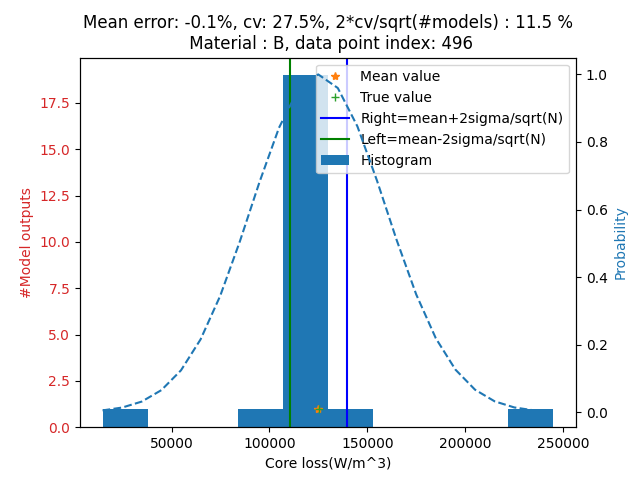 Mean error: -0.1%, cv: 27.5%, 2*cv/sqrt(#models) : 11.5 %
Material : B, data point index: 496
Mean value
True value
Right=mean+2sigma/sqrt(N)
Left=mean-2sigma/sqrt(N)
Histogram
17.5
15.0
12.5
10.0
7.5
5.0
2.5
0.0
#Model outputs
1.0
0.8
0.6
0.4
0.2
0.0
Probability
50000 100000 150000 200000 250000
Core loss(W/m^3)